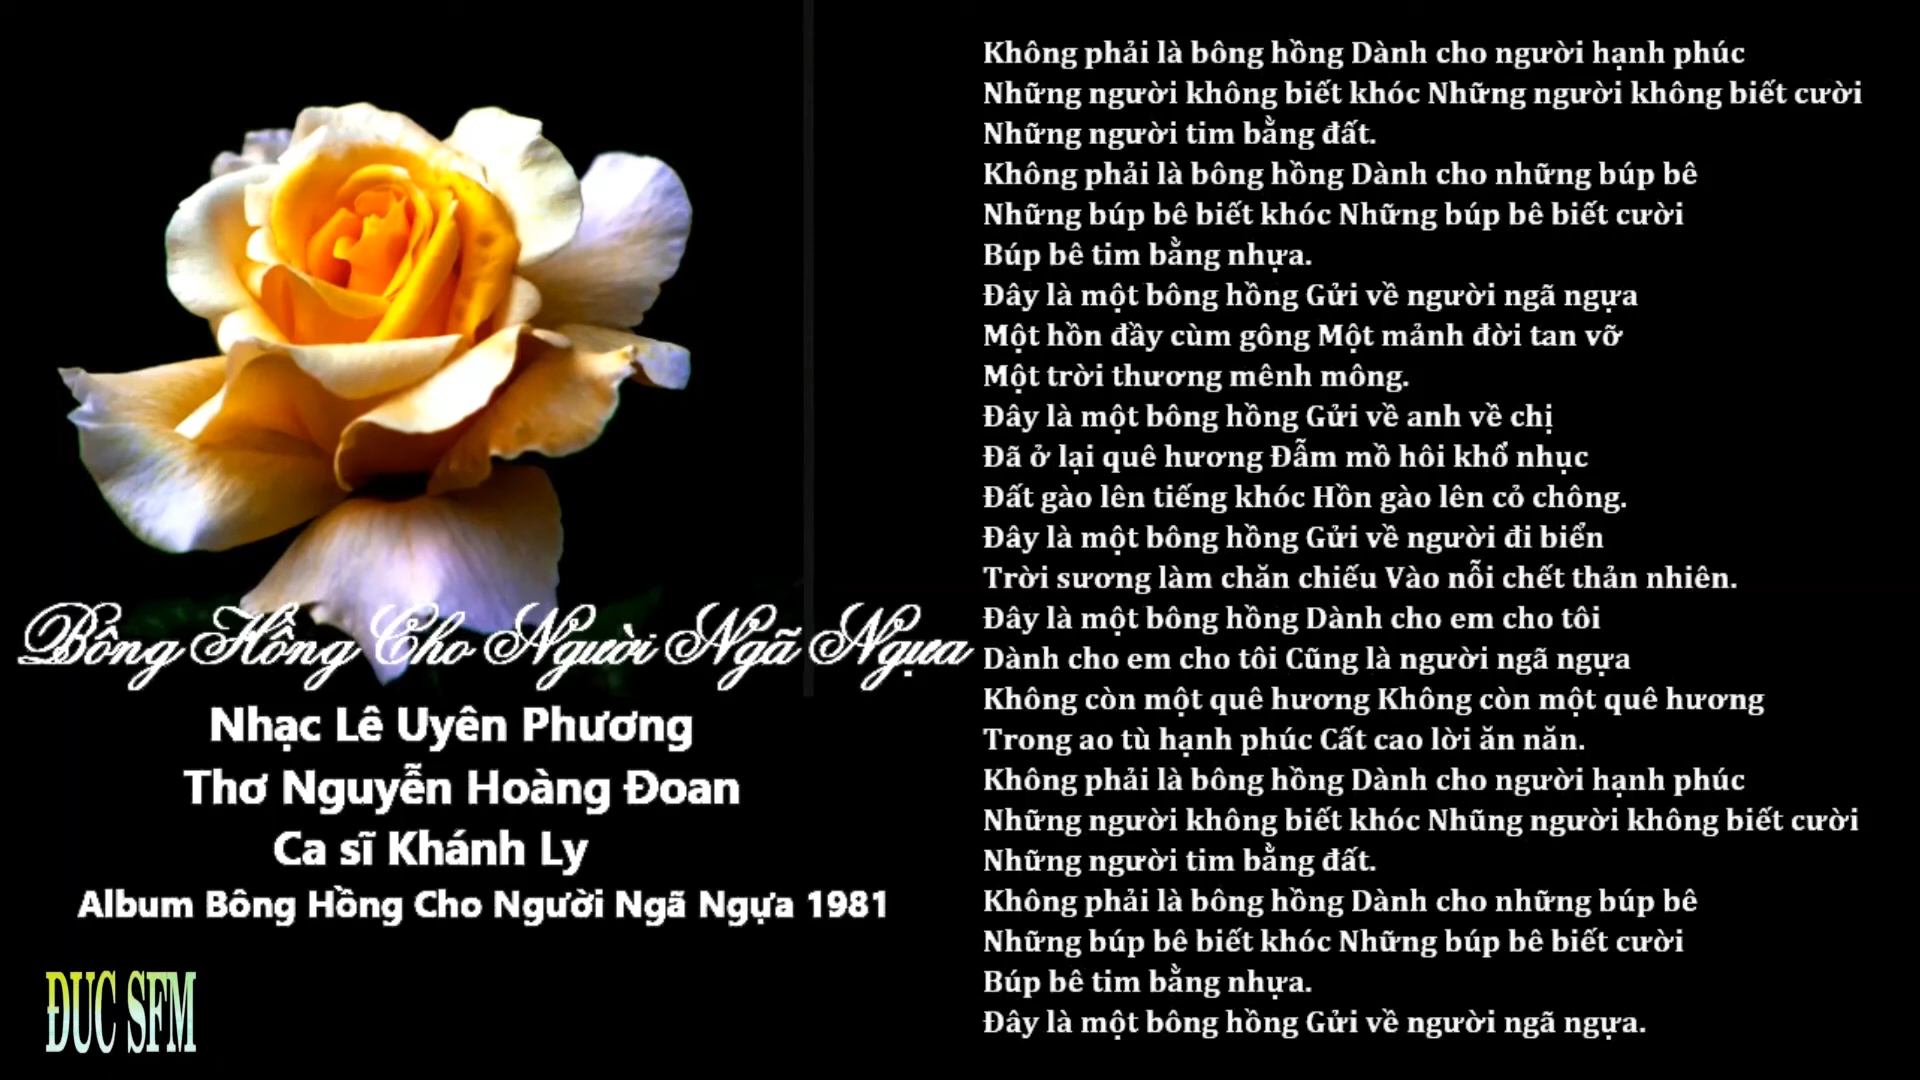 Bông Hồng Cho Người Ngã Ngựa
Nhạc Lê Uyên Phương
Thơ Nguyễn Hoàng Đoan
Ca sĩ Khánh Ly
Album Bông Hồng Cho Người Ngã Ngựa 1981
ĐUC SFM
Không phải là bông hồng Dành cho người hạnh phúc
Những người không biết khóc Những người không biết cười
Những người tim bằng đất.
Không phải là bông hồng Dành cho những búp bê
Những búp bê biết khóc Những búp bê biết cười
Búp bê tim bằng nhựa.
Đây là một bông hồng Gửi về người ngã ngựa
Một hồn đầy cùm gông Một mảnh đời tan vỡ
Một trời thương mênh mông.
Đây là một bông hồng Gửi về anh về chị
Đã ở lại quê hương Đẫm mồ hôi khổ nhục
Đất gào lên tiếng khóc Hồn gào lên cỏ chông.
Đây là một bông hồng Gửi về người đi biển
Trời sương làm chăn chiếu Vào nỗi chết thản nhiên.
Đây là một bông hồng Dành cho em cho tôi
Dành cho em cho tôi Cũng là người ngã ngựa
Không còn một quê hương Không còn một quê hương
Trong ao tù hạnh phúc Cất cao lời ăn năn.
Không phải là bông hồng Dành cho người hạnh phúc
Những người không biết khóc Nhũng người không biết cười
Những người tim bằng đất.
Không phải là bông hồng Dành cho những búp bê
Những búp bê biết khóc Những búp bê biết cười
Búp bê tim bằng nhựa.
Đây là một bông hồng Gửi về người ngã ngựa.